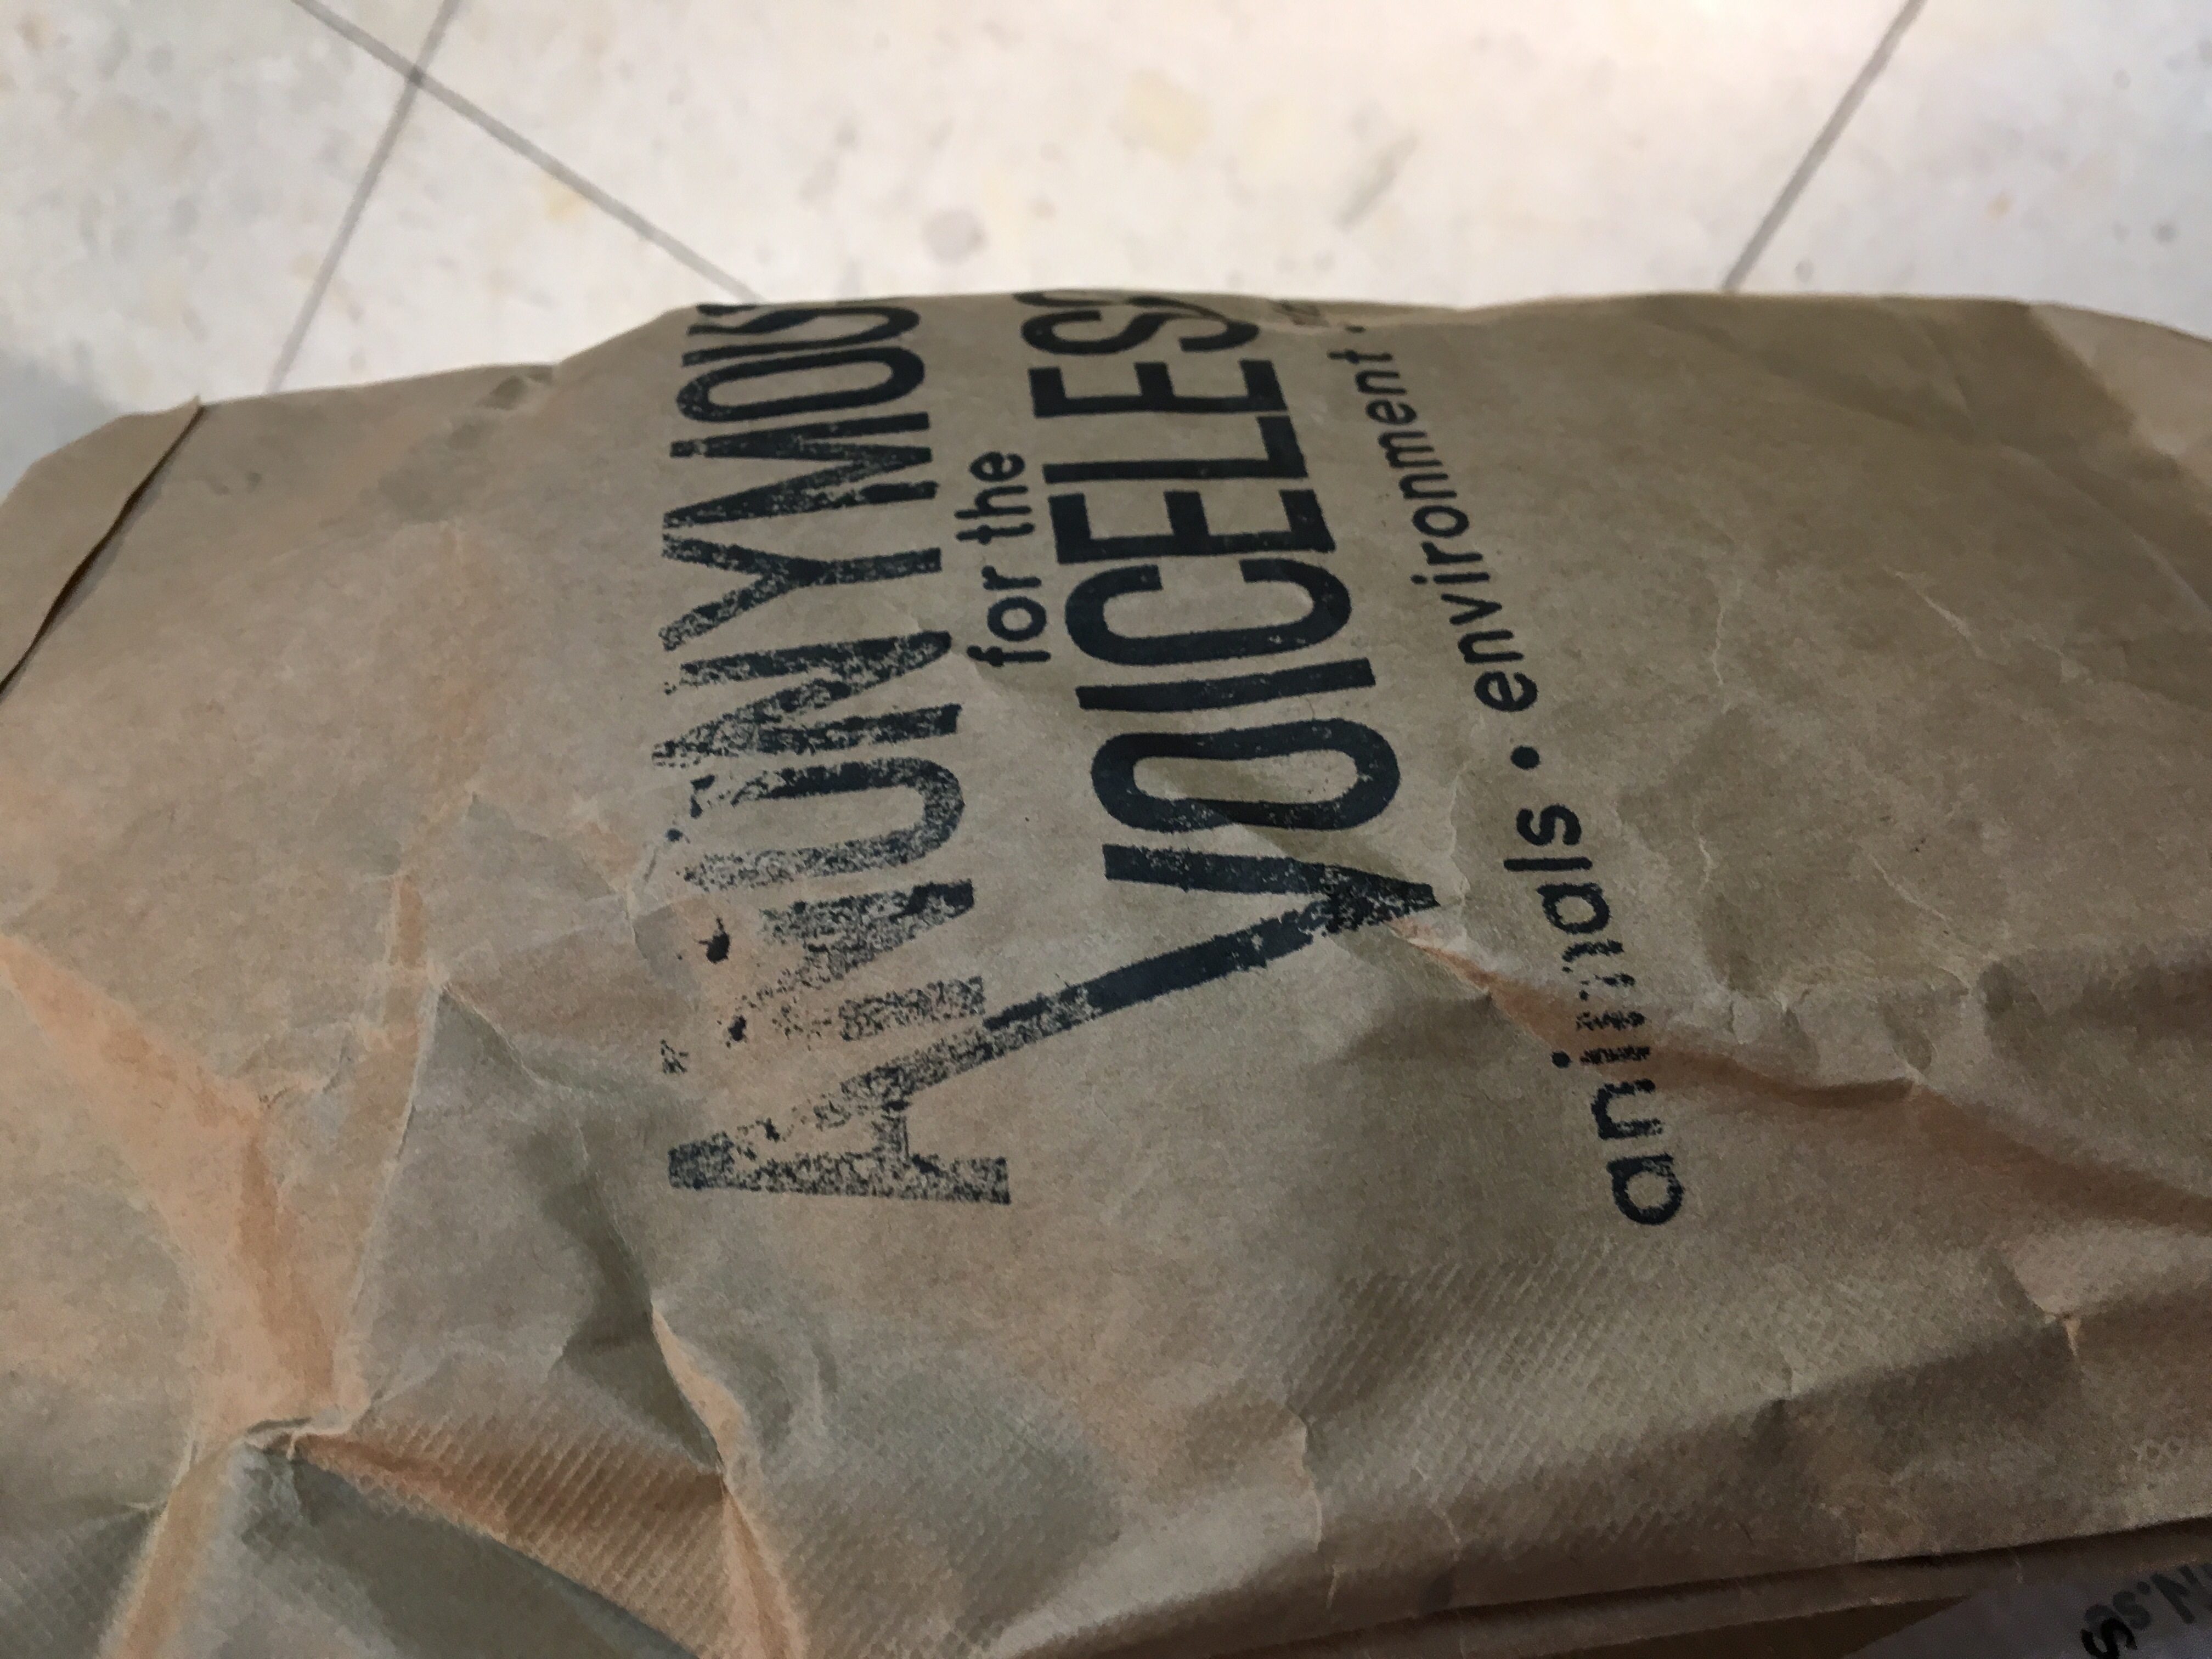 ANONYMOUS
for the
VOICELESS
animals • environment •